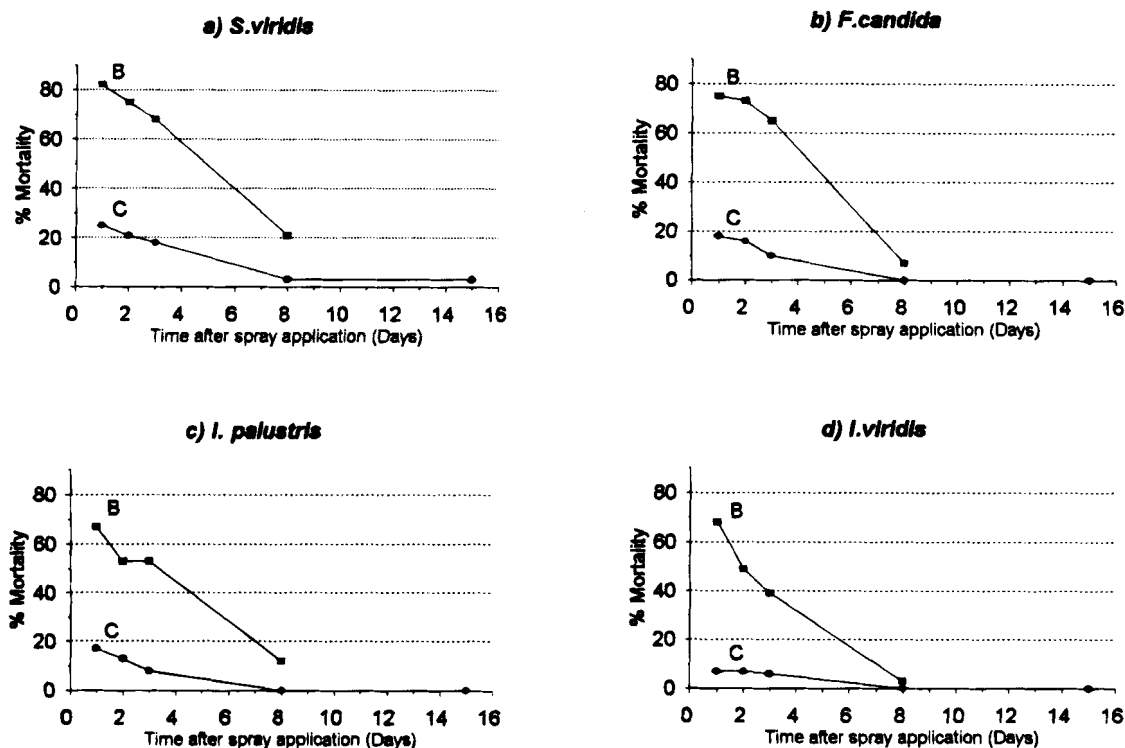 a) S.viridis
% Mortality
80
60
40
20
0
B
C
0 2 4 6 8 10 12 14 16
Time after spray application (Days)
b) F.candida
% Mortality
80
60
40
20
0
B
C
0 2 4 6 8 10 12 14 16
Time after spray application (Days)
c) I. palustris
% Mortality
80
60
40
20
0
B
C
0 2 4 6 8 10 12 14 16
Time after spray application (Days)
d) I.viridis
% Mortality
80
60
40
20
0
B
C
0 2 4 6 8 10 12 14 16
Time after spray application (Days)